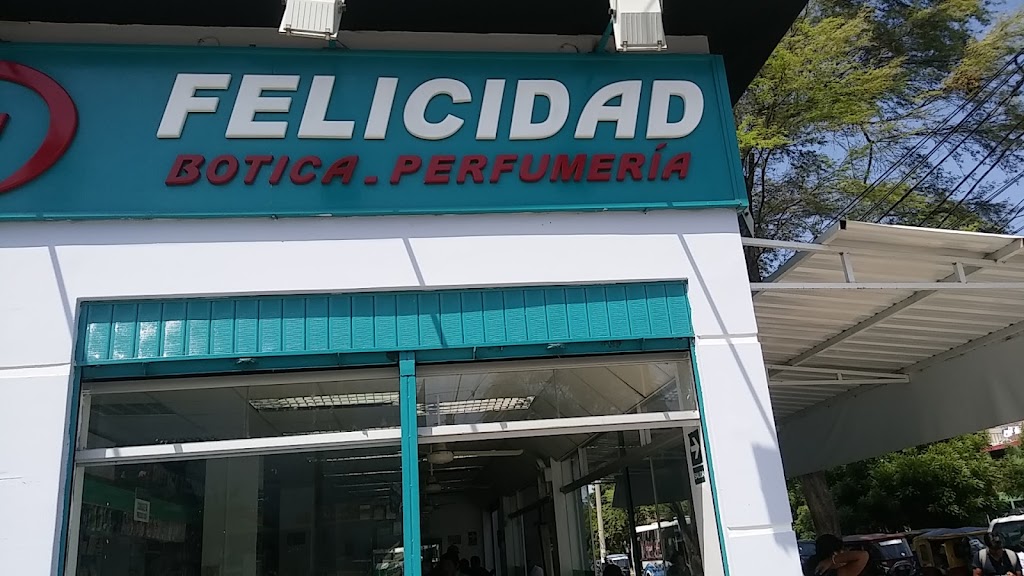 FELICIDAD
BOTICA - PERFUMERÍA